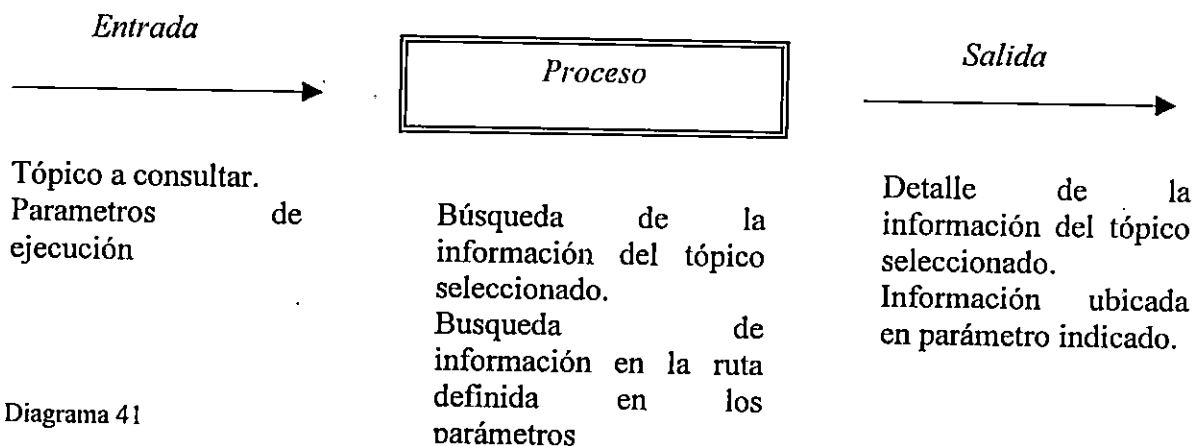 Entrada
Proceso
Salida
Tópico a consultar.
Parametros de
ejecución
Búsqueda de la
información del tópico
seleccionado.
Busqueda de
información en la ruta
definida en los
parámetros
Detalle de la
información del tópico
seleccionado.
Información ubicada
en parámetro indicado.
Diagrama 41